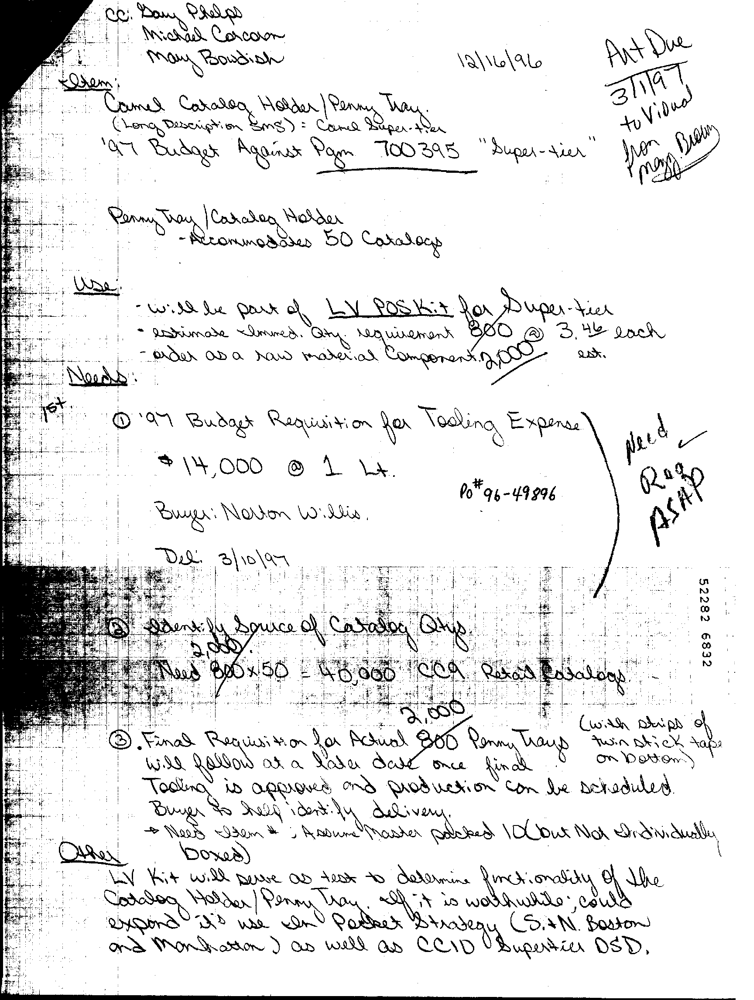 cc: Gary Phelps
Michael Corcoran
Mary Bowdish
12/16/96
Art Due
3/1/97
to Visual
from
Mary Brown
Item:
Camel Catalog Holder/Penny Tray.
(Long Description SMS) = Camel Super-tier
'97 Budget Against Pgm 700395 "Super-tier"
Penny Tray/Catalog Holder
- Accommodates 50 Catalogs
Use:
- will be part of LV POS Kit for Super-tier
- estimate Immed. Qty. requirement 800 @ 3.46 each
- order as a raw material Component. 2,000 est.
Needs:
1st
① '97 Budget Requisition for Tooling Expense
$14,000 @ 1 Lt.
PO# 96-49896
Buyer: Norton Willis.
Del: 3/10/97
Need
Req
ASAP
52282 6832
② Identify Source of Catalog Qtys.
2,000
Need 800 x 50 = 40,000 CC9 Retail Catalogs.
2,000
③. Final Requisition for Actual 800 Penny Trays (with strips of twin stick tape on bottom)
will follow at a later date once final
Tooling is approved and production can be scheduled.
Buyer to help identify delivery.
→ Need Item # ; Assume Master packed 10 (but Not Individually
boxed)
Other
LV Kit will serve as test to determine functionality of the
Catalog Holder/Penny Tray. If it is worthwhile; could
expand it's use in Pocket Strategy (S.+N. Boston
and Manhattan) as well as CC10 Supertier DSD.